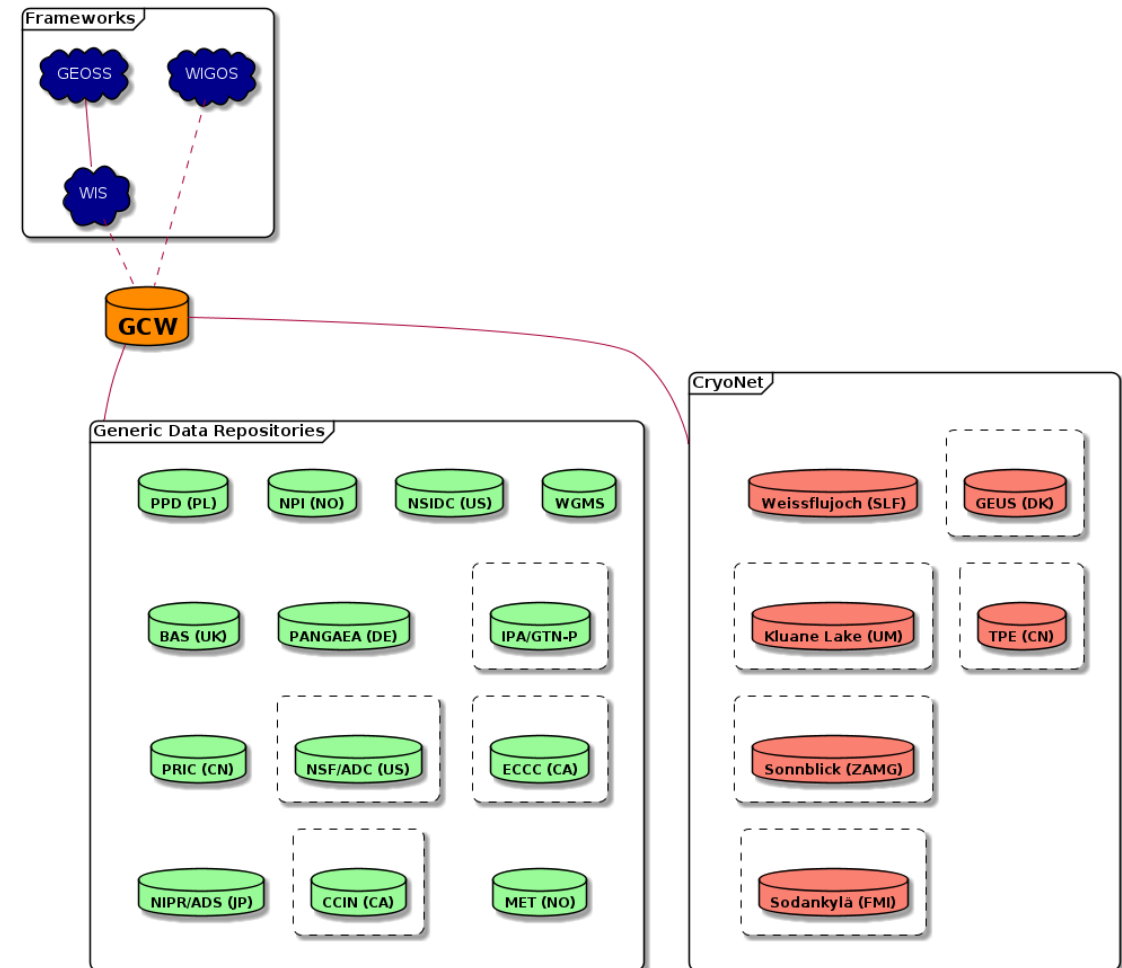 Frameworks
GEOSS
WIGOS
WIS
GCW
CryoNet
Generic Data Repositories
PPD (PL)
NPI (NO)
NSIDC (US)
WGMS
Weissflujoch (SLF)
GEUS (DK)
BAS (UK)
PANGAEA (DE)
IPA/GTN-P
Kluane Lake (UM)
TPE (CN)
PRIC (CN)
NSF/ADC (US)
ECCC (CA)
Sonnblick (ZAMG)
NIPR/ADS (JP)
CCIN (CA)
MET (NO)
Sodankylä (FMI)